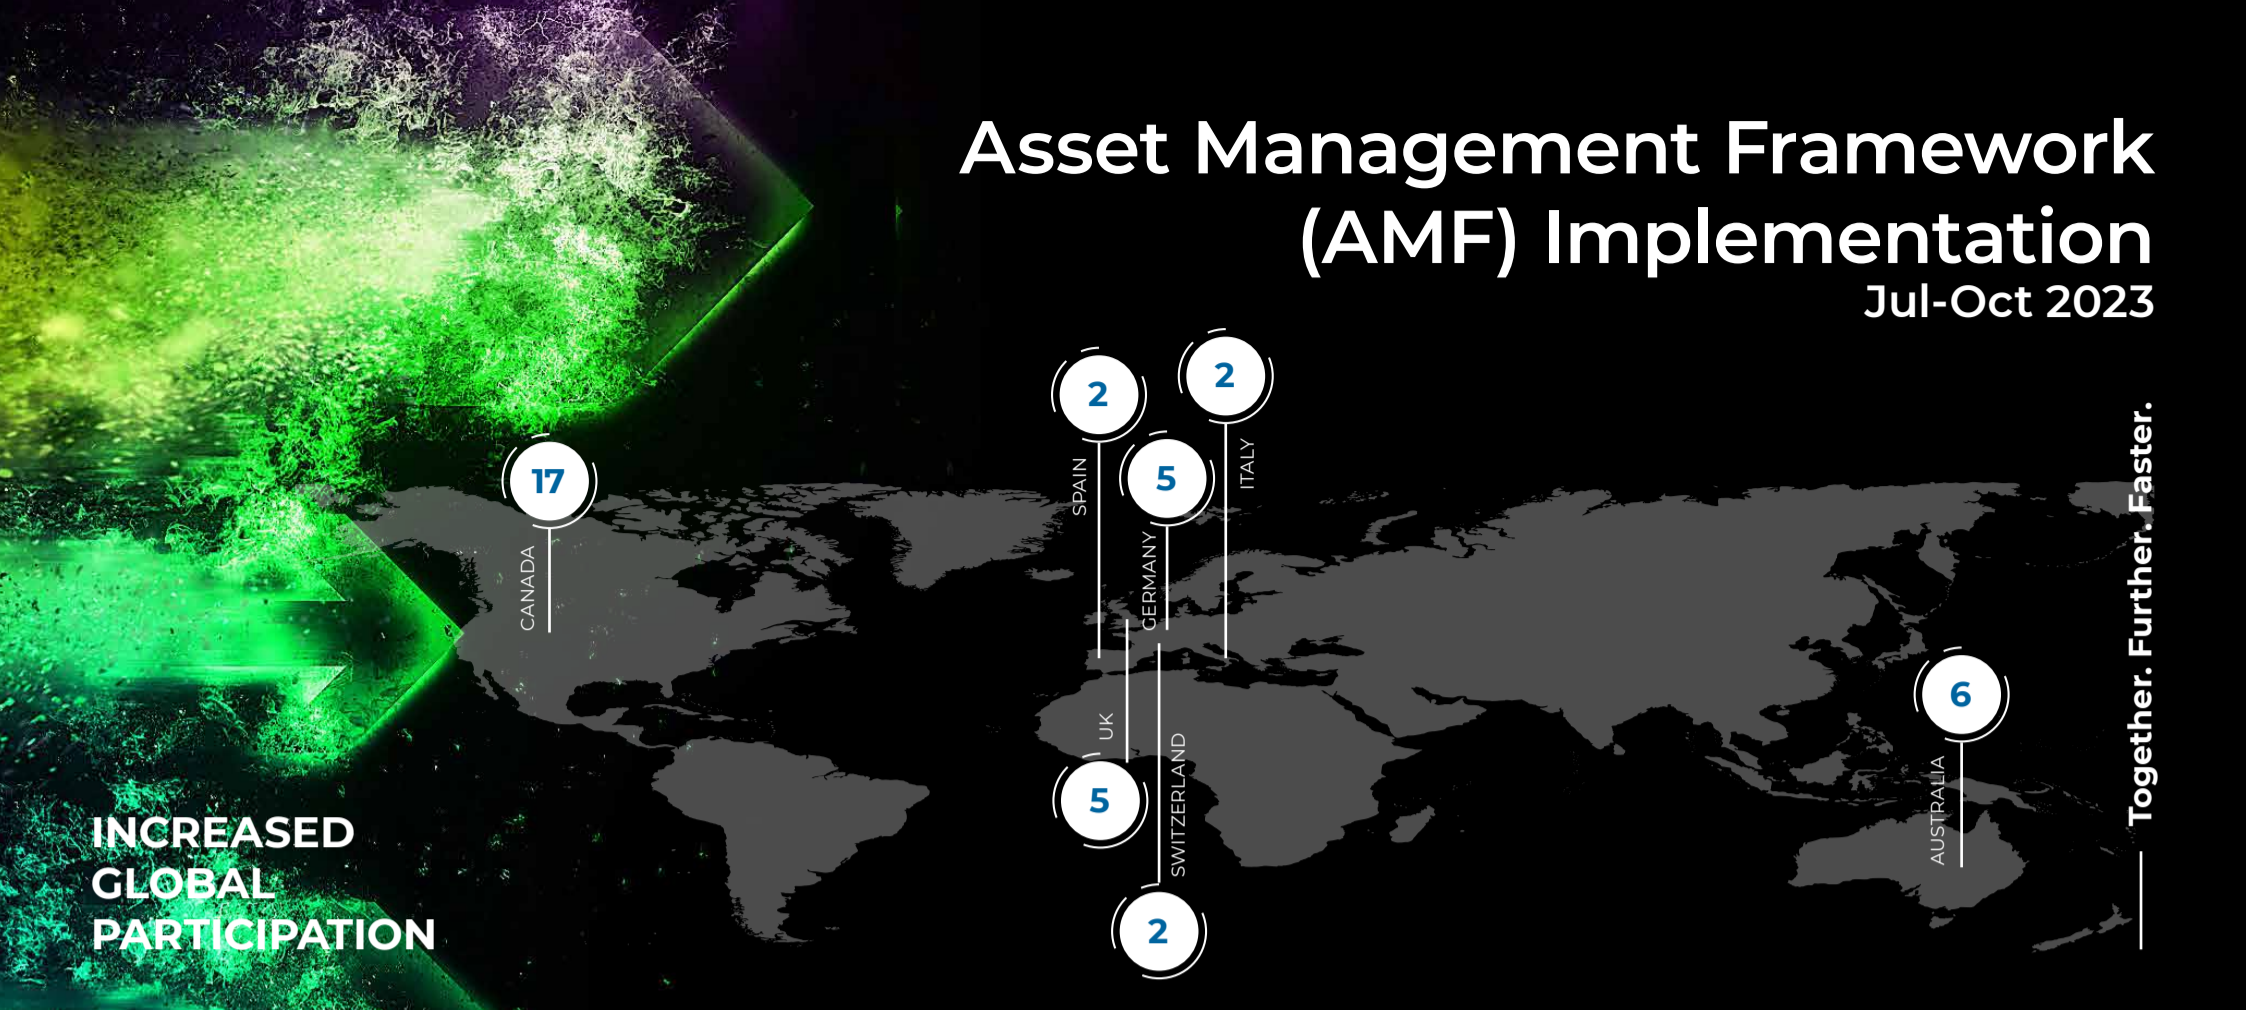 Asset Management Framework
(AMF) Implementation
Jul-Oct 2023
2
SPAIN
2
ITALY
17
CANADA
5
GERMANY
6
AUSTRALIA
UK
5
SWITZERLAND
2
INCREASED
GLOBAL
PARTICIPATION
Together. Further. Faster.